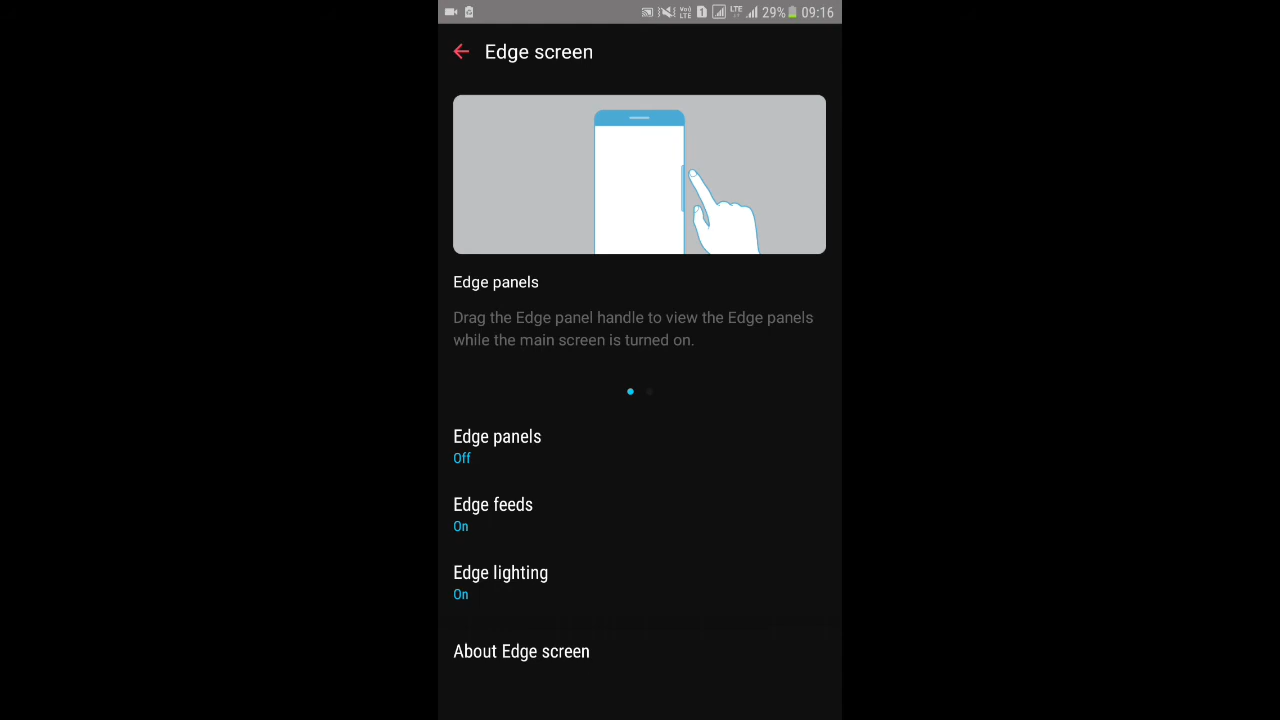 29% 09:16
Edge screen
Edge panels
Drag the Edge panel handle to view the Edge panels
while the main screen is turned on.
Edge panels
Off
Edge feeds
On
Edge lighting
On
About Edge screen